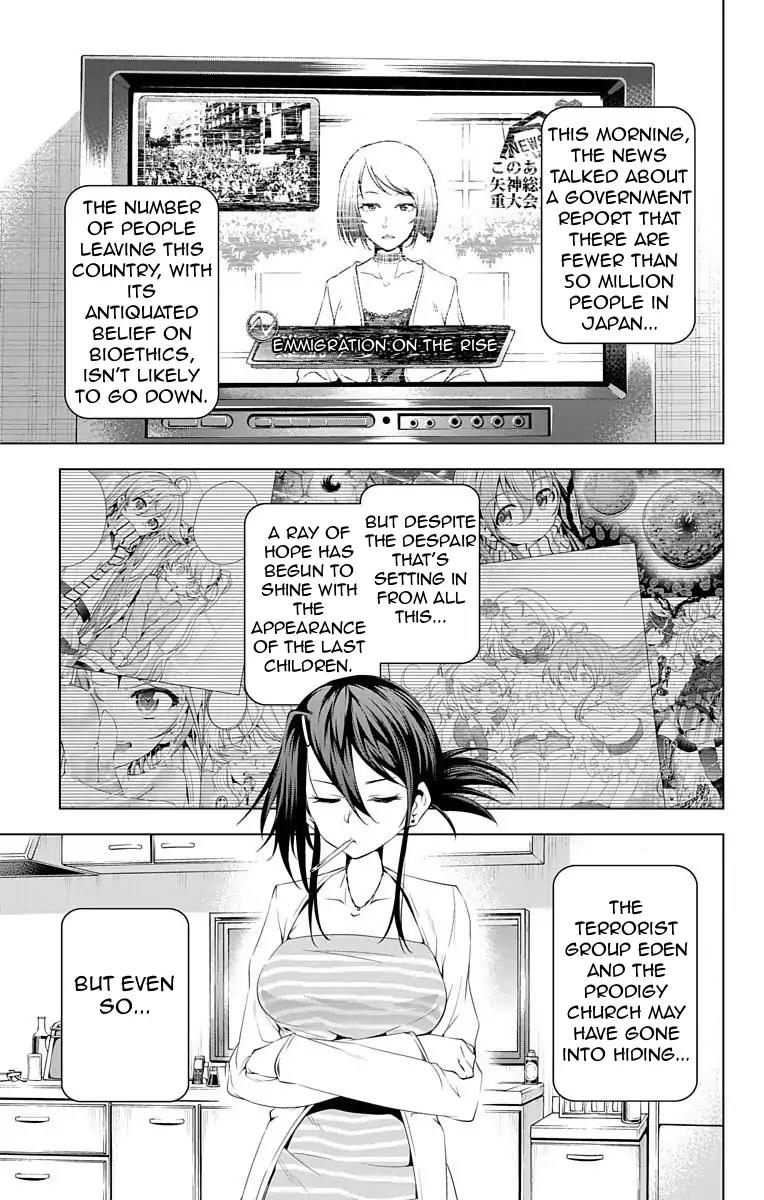 THIS MORNING,
THE NEWS
TALKED ABOUT
A GOVERNMENT
REPORT THAT
THERE ARE
FEWER THAN
50 MILLION
PEOPLE IN
JAPAN...
NEWS
このあ
矢神総
重大会
THE NUMBER
OF PEOPLE
LEAVING THIS
COUNTRY, WITH
ITS
ANTIQUATED
BELIEF ON
BIOETHICS,
ISN'T LIKELY
TO GO DOWN.
EMMIGRATION ON THE RISE
BUT DESPITE
THE DESPAIR
THAT'S
SETTING IN
FROM ALL
THIS...
A RAY OF
HOPE HAS
BEGUN TO
SHINE WITH
THE
APPEARANCE
OF THE LAST
CHILDREN.
THE
TERRORIST
GROUP EDEN
AND THE
PRODIGY
CHURCH MAY
HAVE GONE
INTO HIDING...
BUT EVEN
SO...